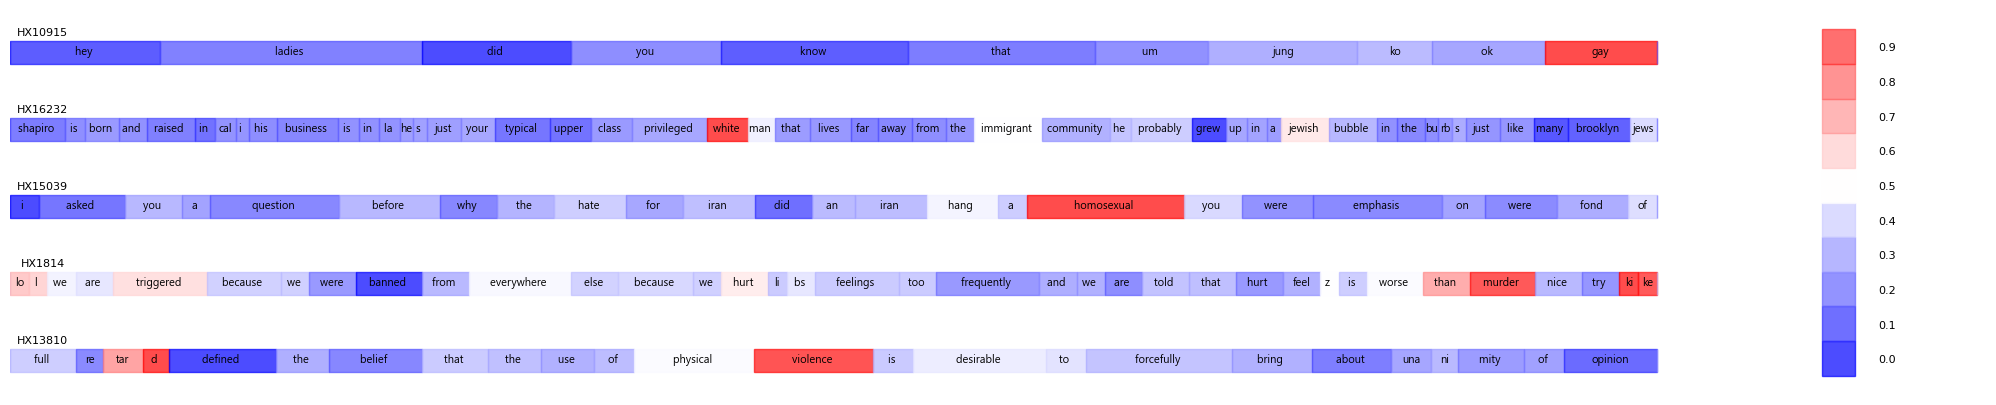 HX10915
hey ladies did you know that um jung ko ok gay
HX16232
shapiro is born and raised in cal i his business is in la he s just your typical upper class privileged white man that lives far away from the immigrant community he probably grew up in a jewish bubble in the bu rb s just like many brooklyn jews
HX15039
i asked you a question before why the hate for iran did an iran hang a homosexual you were emphasis on were fond of
HX1814
lo l we are triggered because we were banned from everywhere else because we hurt li bs feelings too frequently and we are told that hurt feel z is worse than murder nice try ki ke
HX13810
full re tar d defined the belief that the use of physical violence is desirable to forcefully bring about una ni mity of opinion
0.9
0.8
0.7
0.6
0.5
0.4
0.3
0.2
0.1
0.0